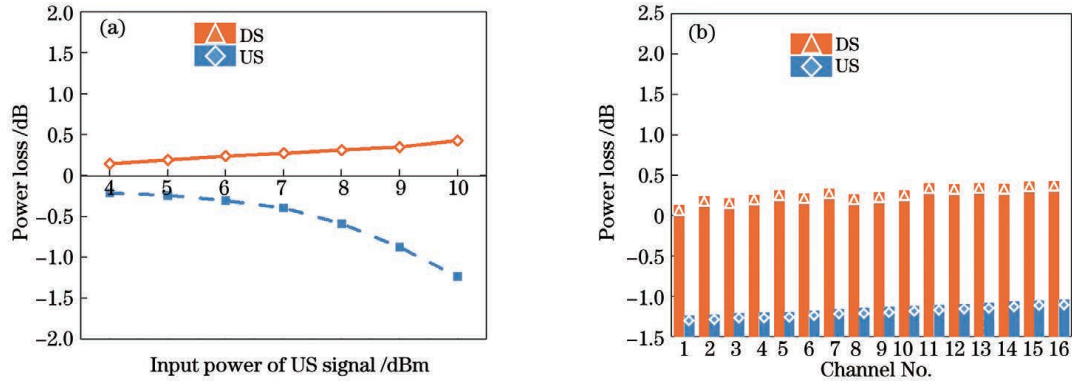 (a)
DS
US
2.0
1.5
1.0
0.5
0
−0.5
−1.0
−1.5
−2.0
4 5 6 7 8 9 10
Power loss /dB
Input power of US signal /dBm
(b)
DS
US
2.5
2.0
1.5
1.0
0.5
0
−0.5
−1.0
−1.5
1 2 3 4 5 6 7 8 9 10 11 12 13 14 15 16
Power loss /dB
Channel No.